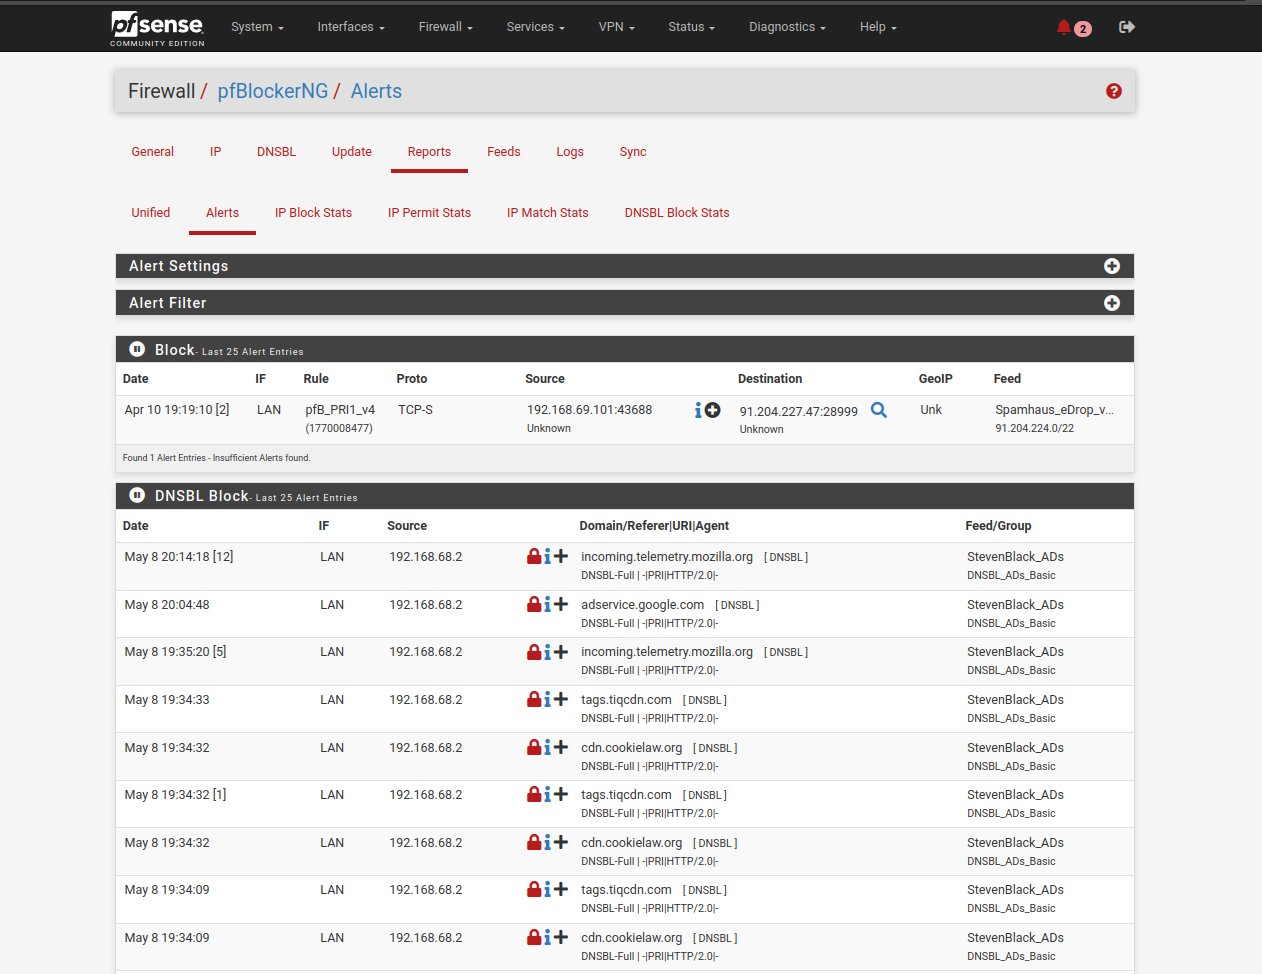 pfsense COMMUNITY EDITION System Interfaces Firewall Services VPN Status Diagnostics Help 2
Firewall / pfBlockerNG / Alerts
General IP DNSBL Update Reports Feeds Logs Sync
Unified Alerts IP Block Stats IP Permit Stats IP Match Stats DNSBL Block Stats
Alert Settings
Alert Filter
Block - Last 25 Alert Entries
Date IF Rule Proto Source Destination GeoIP Feed
Apr 10 19:19:10 [2] LAN pfB_PRI1_v4 TCP-S 192.168.69.101:43688 91.204.227.47:28999 Unk Spamhaus_eDrop_v...
(1770008477) Unknown Unknown 91.204.224.0/22
Found 1 Alert Entries - Insufficient Alerts found.
DNSBL Block - Last 25 Alert Entries
Date IF Source Domain/Referer|URI|Agent Feed/Group
May 8 20:14:18 [12] LAN 192.168.68.2 incoming.telemetry.mozilla.org [ DNSBL ] StevenBlack_ADs
DNSBL-Full | -|PRI|HTTP/2.0|- DNSBL_ADs_Basic
May 8 20:04:48 LAN 192.168.68.2 adservice.google.com [ DNSBL ] StevenBlack_ADs
DNSBL-Full | -|PRI|HTTP/2.0|- DNSBL_ADs_Basic
May 8 19:35:20 [5] LAN 192.168.68.2 incoming.telemetry.mozilla.org [ DNSBL ] StevenBlack_ADs
DNSBL-Full | -|PRI|HTTP/2.0|- DNSBL_ADs_Basic
May 8 19:34:33 LAN 192.168.68.2 tags.tiqcdn.com [ DNSBL ] StevenBlack_ADs
DNSBL-Full | -|PRI|HTTP/2.0|- DNSBL_ADs_Basic
May 8 19:34:32 LAN 192.168.68.2 cdn.cookielaw.org [ DNSBL ] StevenBlack_ADs
DNSBL-Full | -|PRI|HTTP/2.0|- DNSBL_ADs_Basic
May 8 19:34:32 [1] LAN 192.168.68.2 tags.tiqcdn.com [ DNSBL ] StevenBlack_ADs
DNSBL-Full | -|PRI|HTTP/2.0|- DNSBL_ADs_Basic
May 8 19:34:32 LAN 192.168.68.2 cdn.cookielaw.org [ DNSBL ] StevenBlack_ADs
DNSBL-Full | -|PRI|HTTP/2.0|- DNSBL_ADs_Basic
May 8 19:34:09 LAN 192.168.68.2 tags.tiqcdn.com [ DNSBL ] StevenBlack_ADs
DNSBL-Full | -|PRI|HTTP/2.0|- DNSBL_ADs_Basic
May 8 19:34:09 LAN 192.168.68.2 cdn.cookielaw.org [ DNSBL ] StevenBlack_ADs
DNSBL-Full | -|PRI|HTTP/2.0|- DNSBL_ADs_Basic